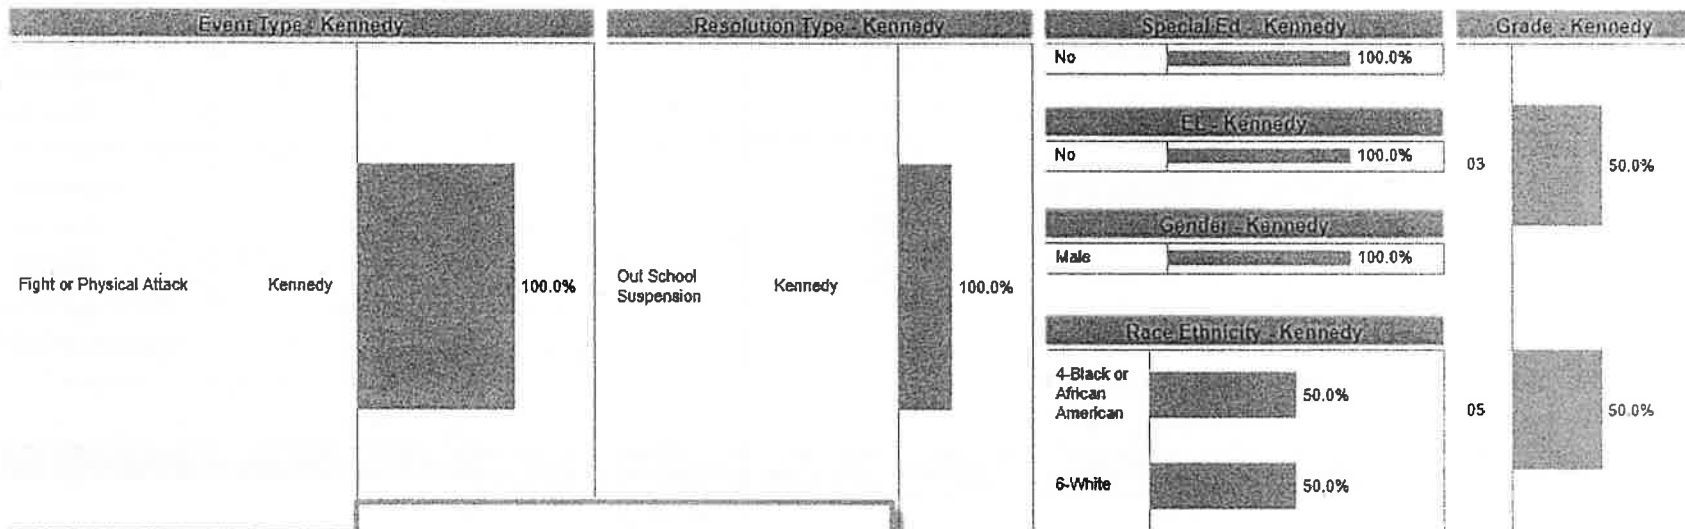 Event Type - Kennedy
Fight or Physical Attack Kennedy 100.0%
Resolution Type - Kennedy
Out School
Suspension
Kennedy 100.0%
Special Ed - Kennedy
No 100.0%
EL - Kennedy
No 100.0%
Gender - Kennedy
Male 100.0%
Race Ethnicity - Kennedy
4-Black or
African
American
50.0%
6-White 50.0%
Grade - Kennedy
03 50.0%
05 50.0%